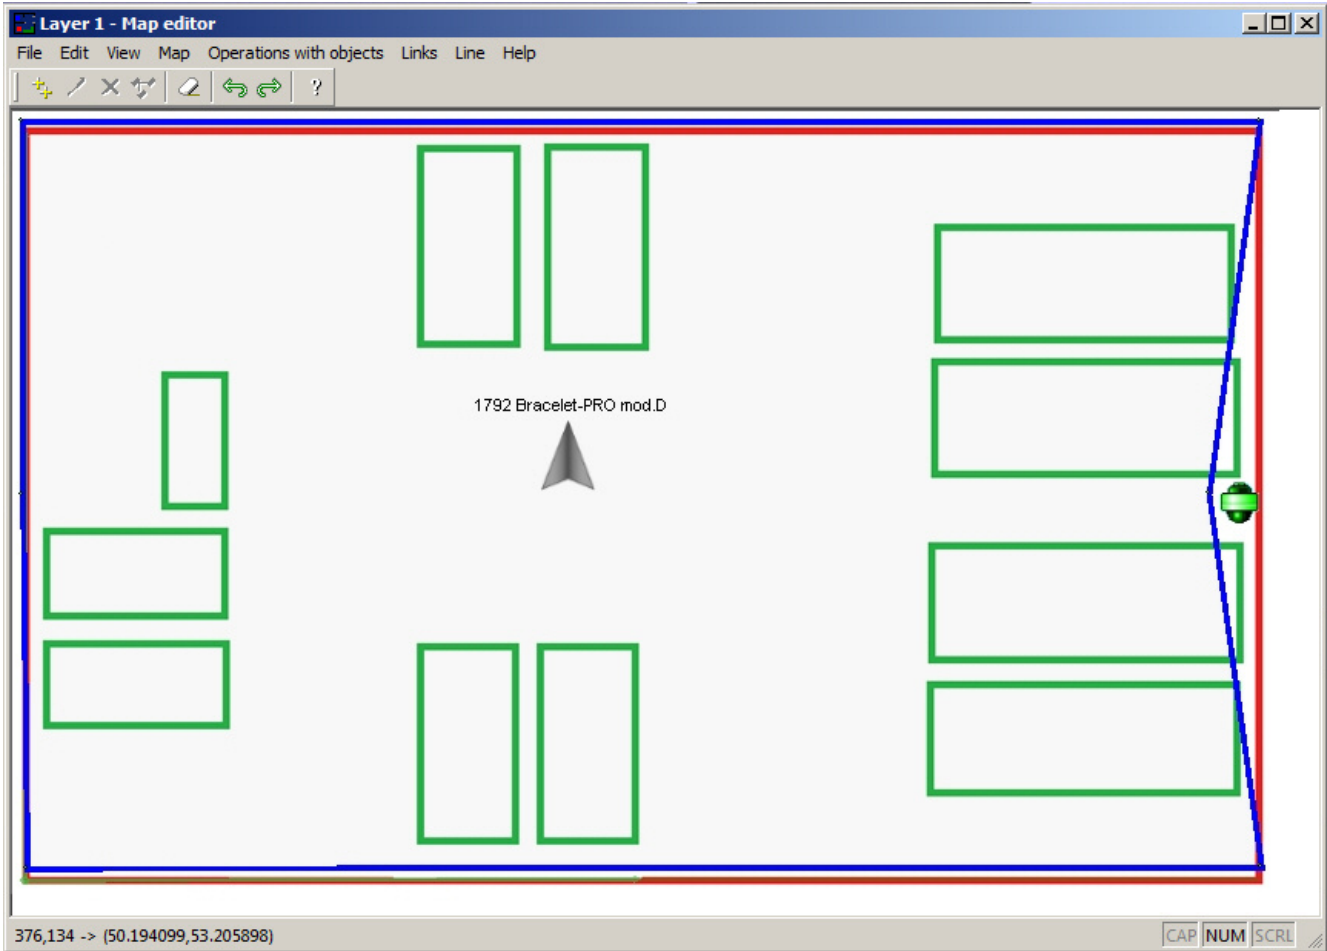 Layer 1 - Map editor
File Edit View Map Operations with objects Links Line Help
?
1792 Bracelet-PRO mod.D
376,134 -> (50.194099,53.205898)
CAP NUM SCRL